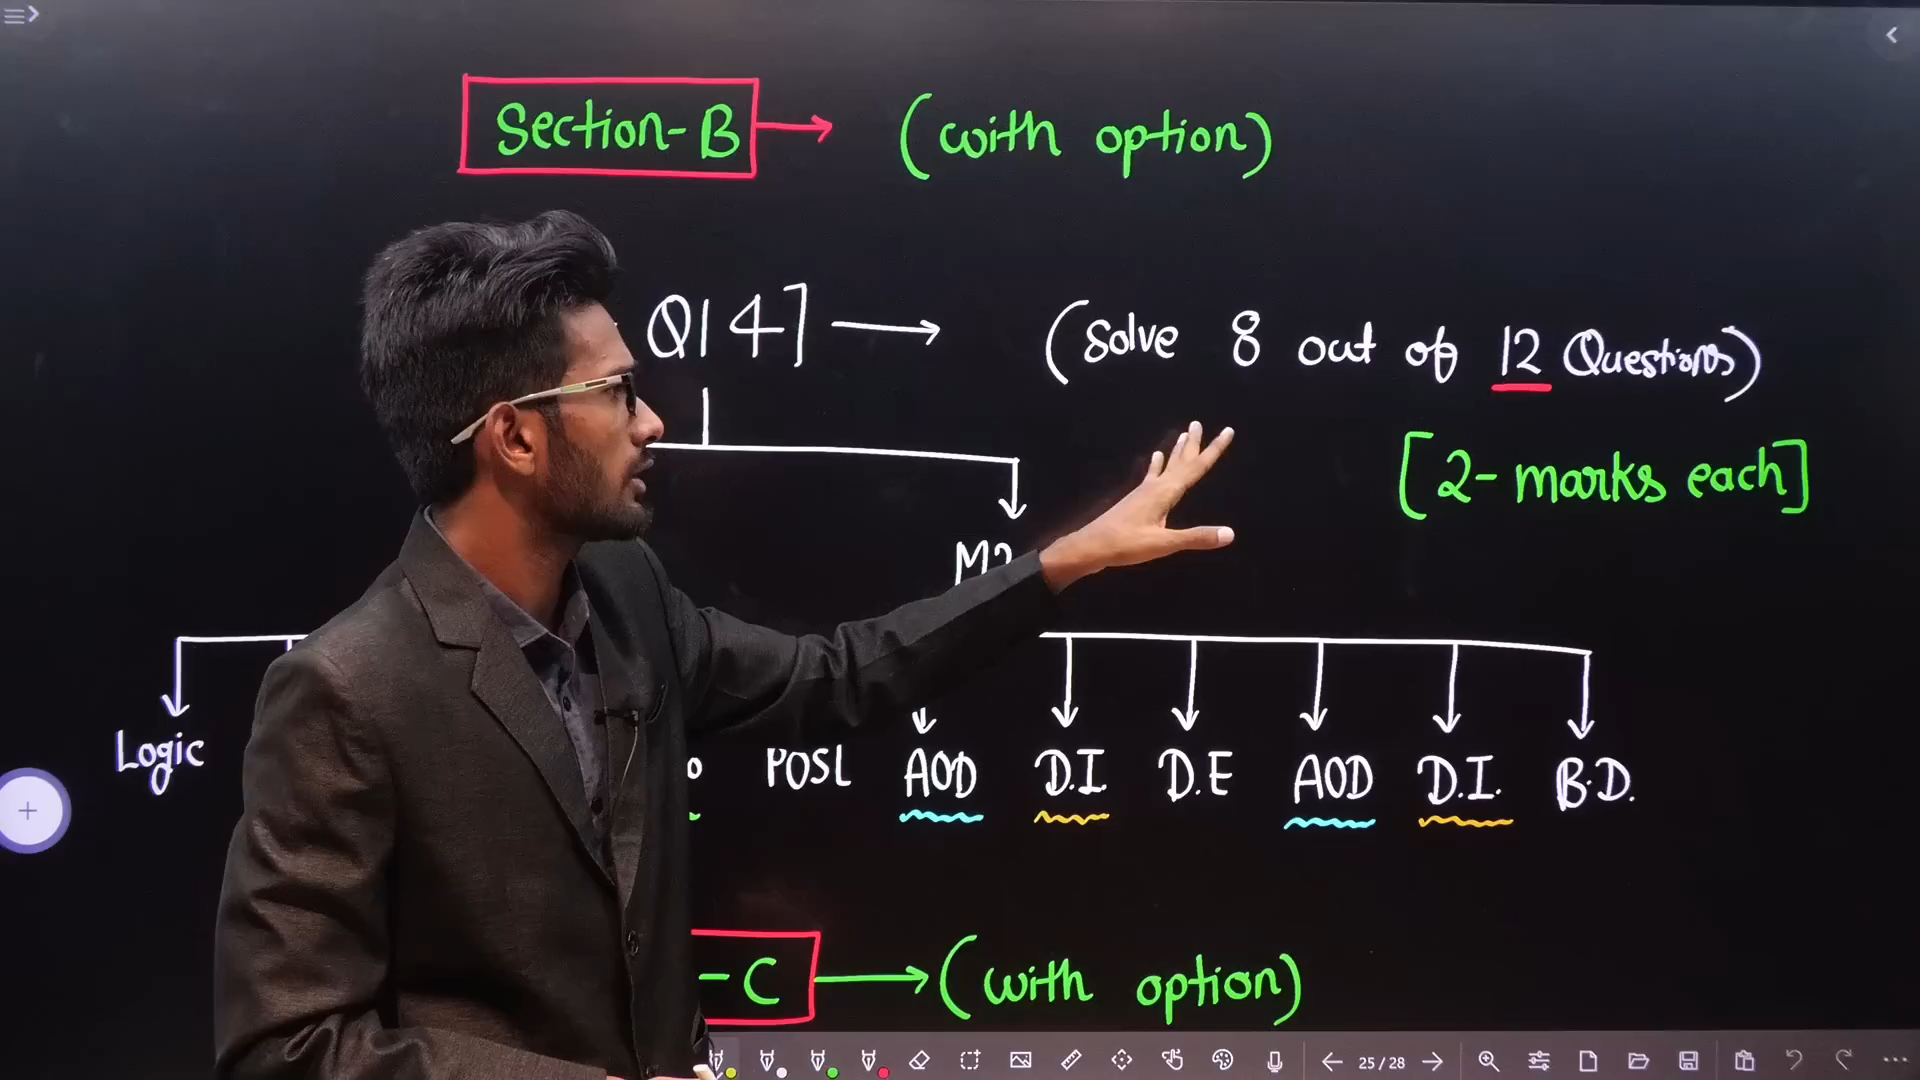 Section-B (with option)
Q14] (Solve 8 out of 12 Questions)
[2-marks each]
M2
Logic POSL AOD D.I. D.E AOD D.I. B.D.
-C (with option)
25 / 28